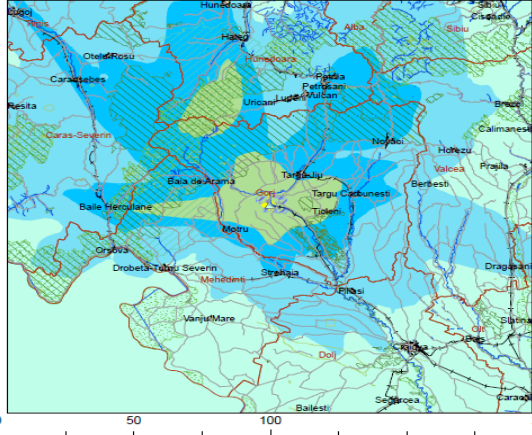 Lugoj
Timis
Hunedoara
Sibiu
Cisnadie
Alba
Sibiu
Hateg
Otelu Rosu
Hunedoara
Caransebes
Petrila
Petrosani
Vulcan
Lupeni
Uricani
Resita
Brezoi
Calimanesti
Caras-Severin
Novaci
Horezu
Valcea
Prajila
Baia de Arama
Targu-Jiu
Gorj
Targu Carbunesti
Berbesti
Baile Herculane
Ticleni
Motru
Orsova
Drobeta-Turnu Severin
Strehaia
Mehedinti
Dragasani
Filiasi
Vanju Mare
Slatina
Olt
Bals
Craiova
Dolj
Segarcea
Caracal
Bailesti
0 50 100